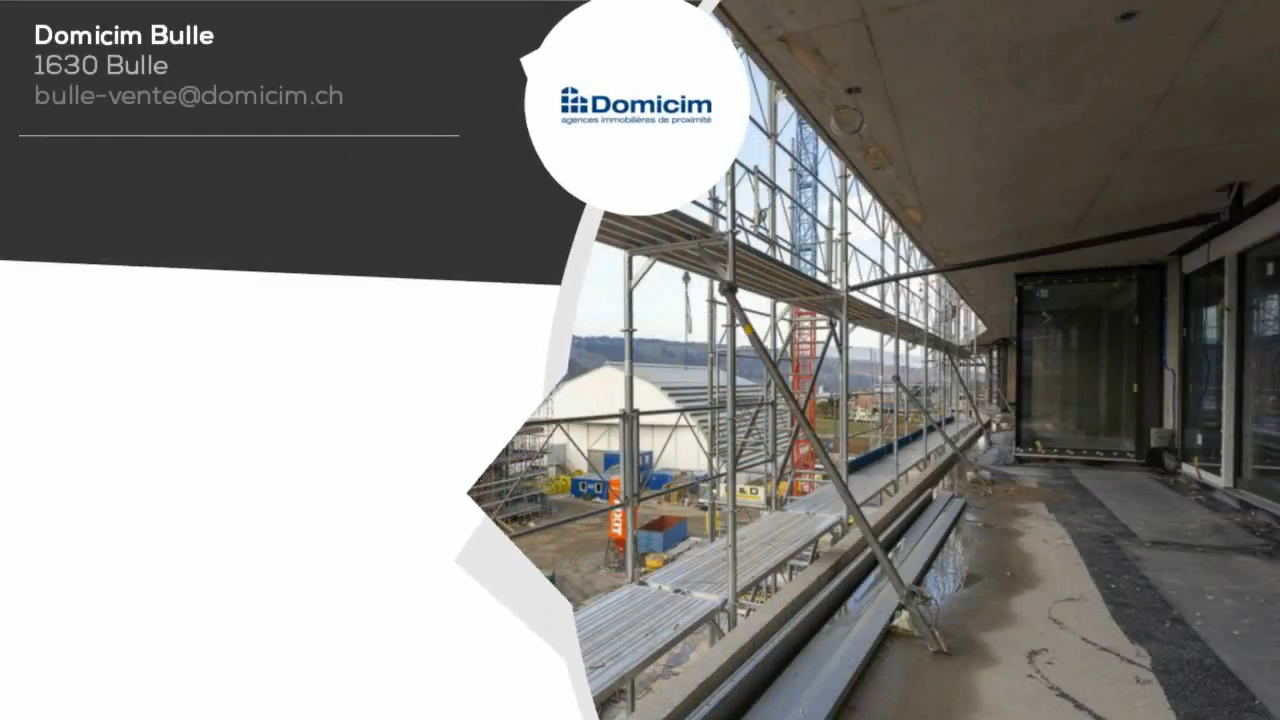 Domicim Bulle
1630 Bulle
bulle-vente@domicim.ch
Domicim
agences immobilières de proximité